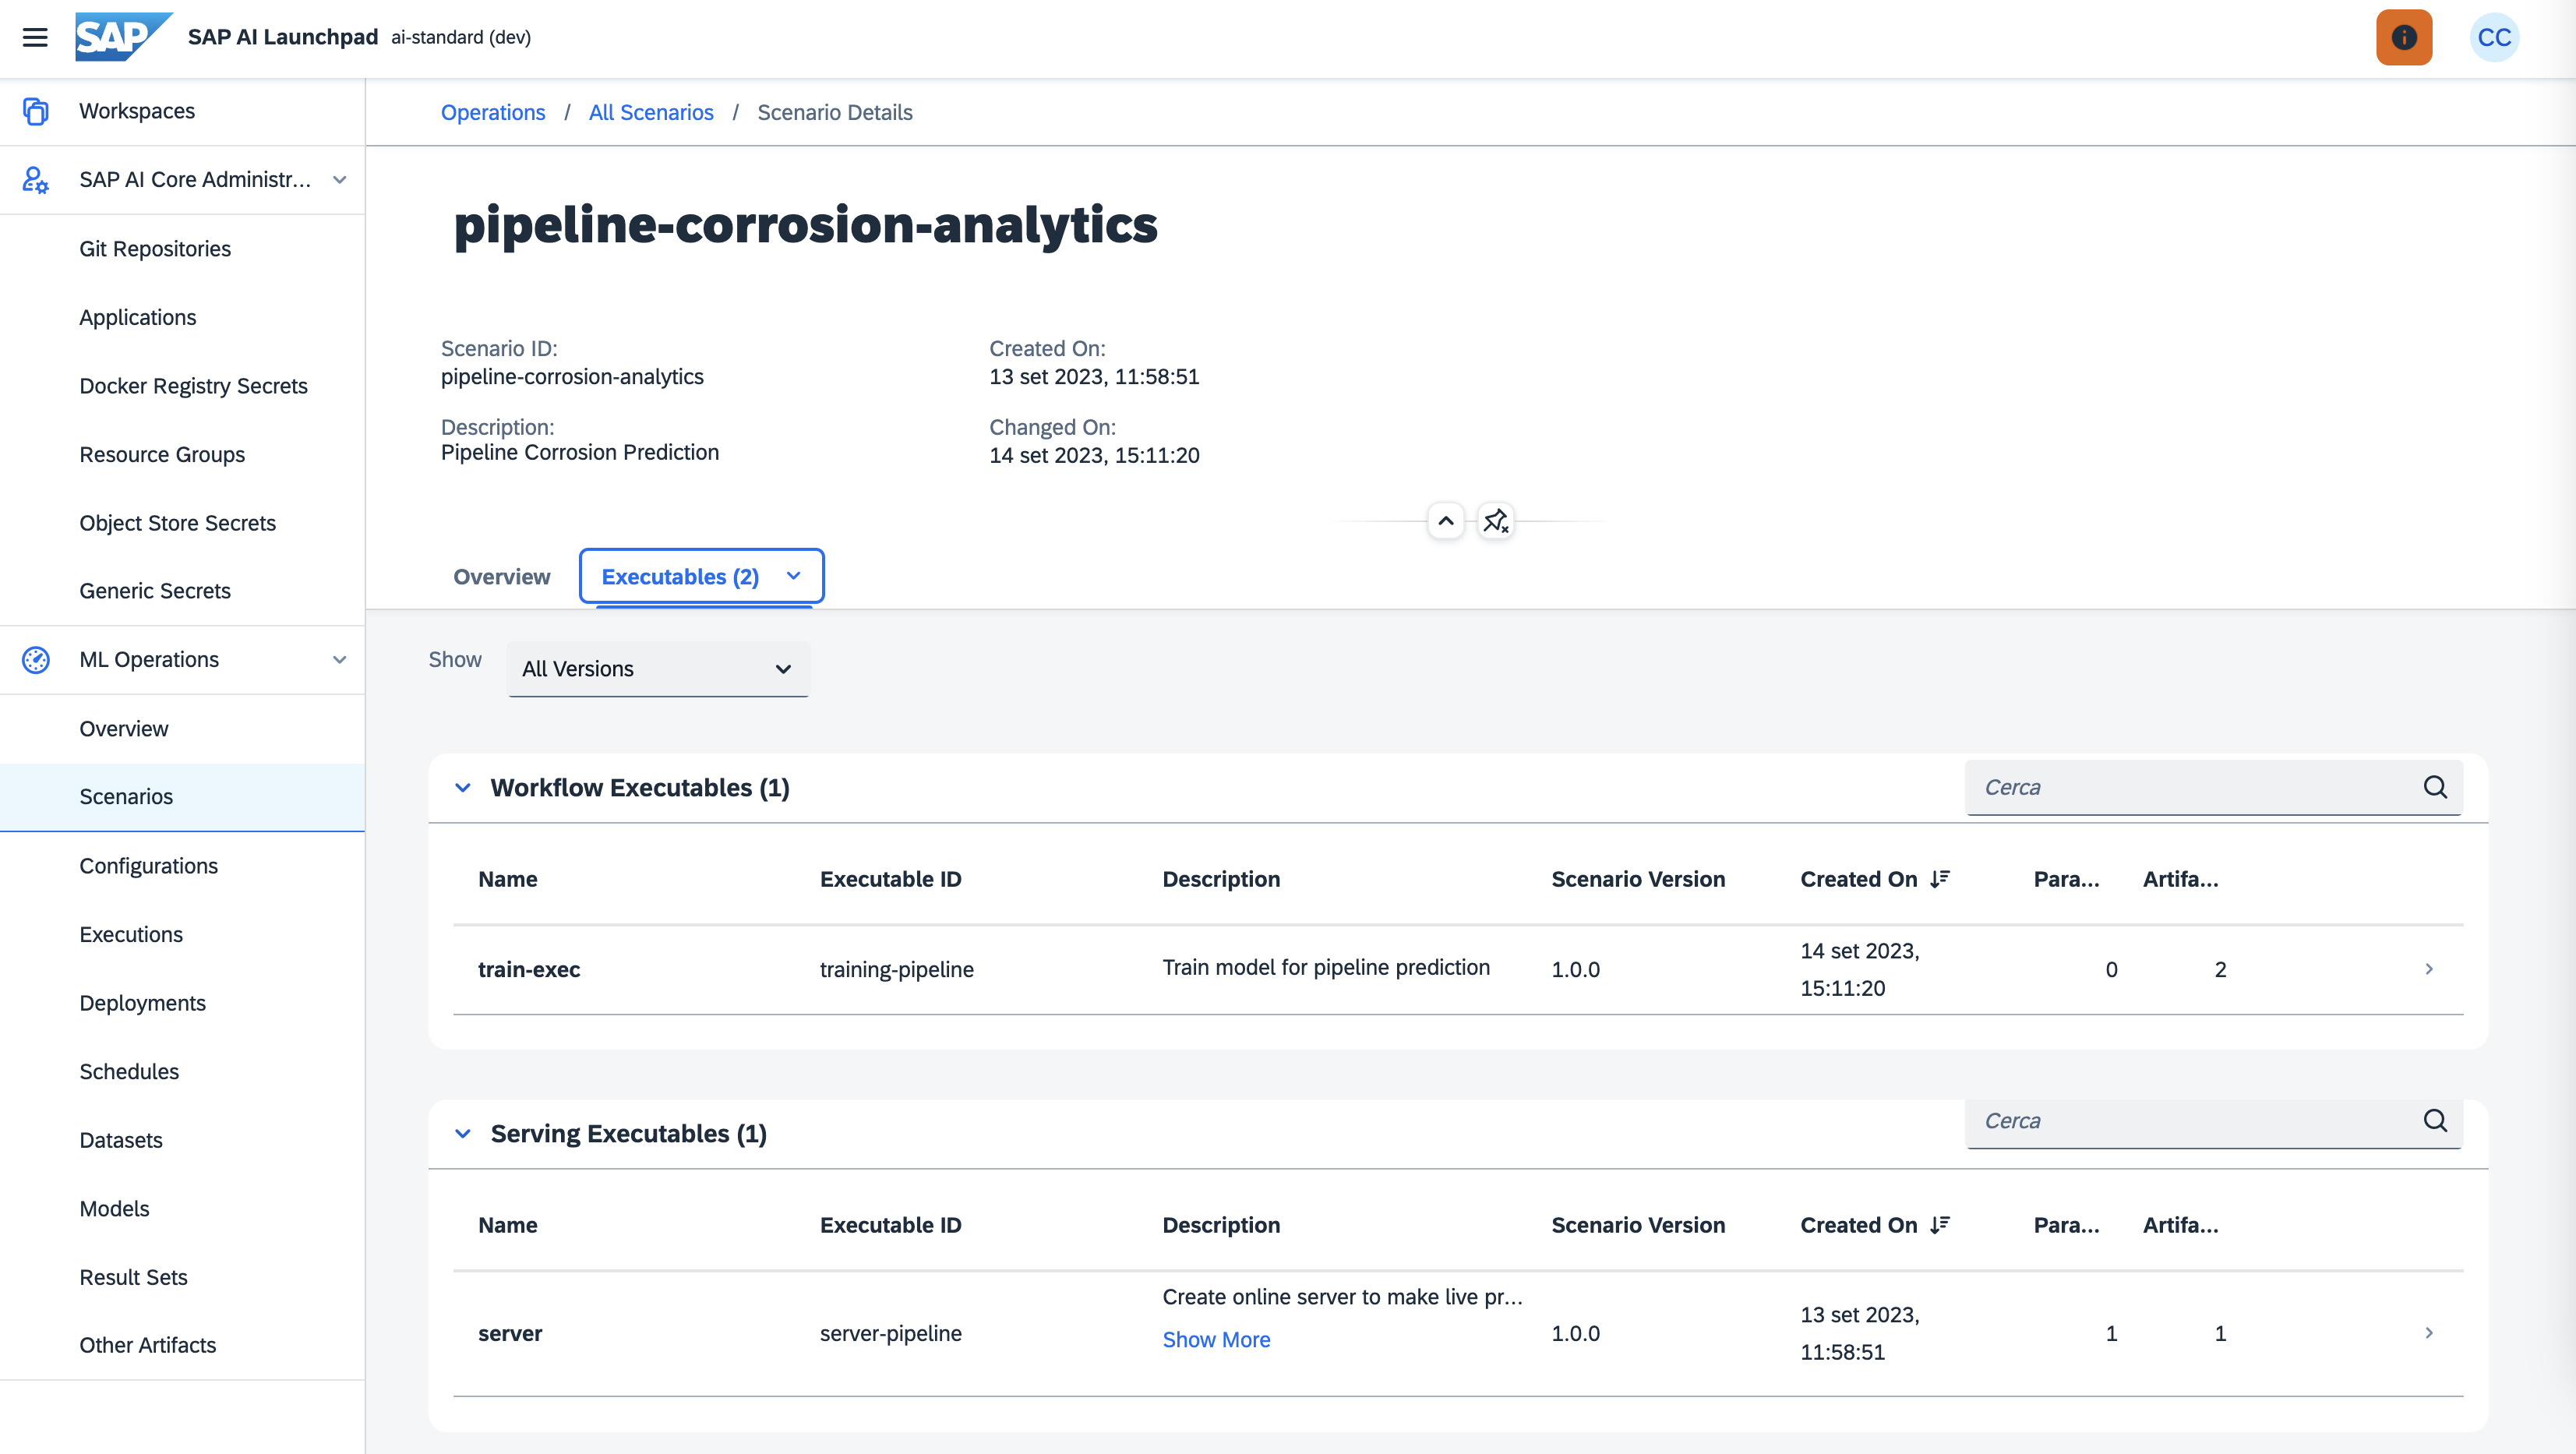 SAP SAP AI Launchpad ai-standard (dev) CC
Workspaces
SAP AI Core Administr...
Git Repositories
Applications
Docker Registry Secrets
Resource Groups
Object Store Secrets
Generic Secrets
ML Operations
Overview
Scenarios
Configurations
Executions
Deployments
Schedules
Datasets
Models
Result Sets
Other Artifacts
Operations / All Scenarios / Scenario Details
pipeline-corrosion-analytics
Scenario ID:
pipeline-corrosion-analytics
Description:
Pipeline Corrosion Prediction
Created On:
13 set 2023, 11:58:51
Changed On:
14 set 2023, 15:11:20
Overview Executables (2)
Show All Versions
Workflow Executables (1) Cerca
Name Executable ID Description Scenario Version Created On Para... Artifa...
train-exec training-pipeline Train model for pipeline prediction 1.0.0 14 set 2023, 0 2
15:11:20
Serving Executables (1) Cerca
Name Executable ID Description Scenario Version Created On Para... Artifa...
server server-pipeline Create online server to make live pr... 1.0.0 13 set 2023, 1 1
Show More 11:58:51